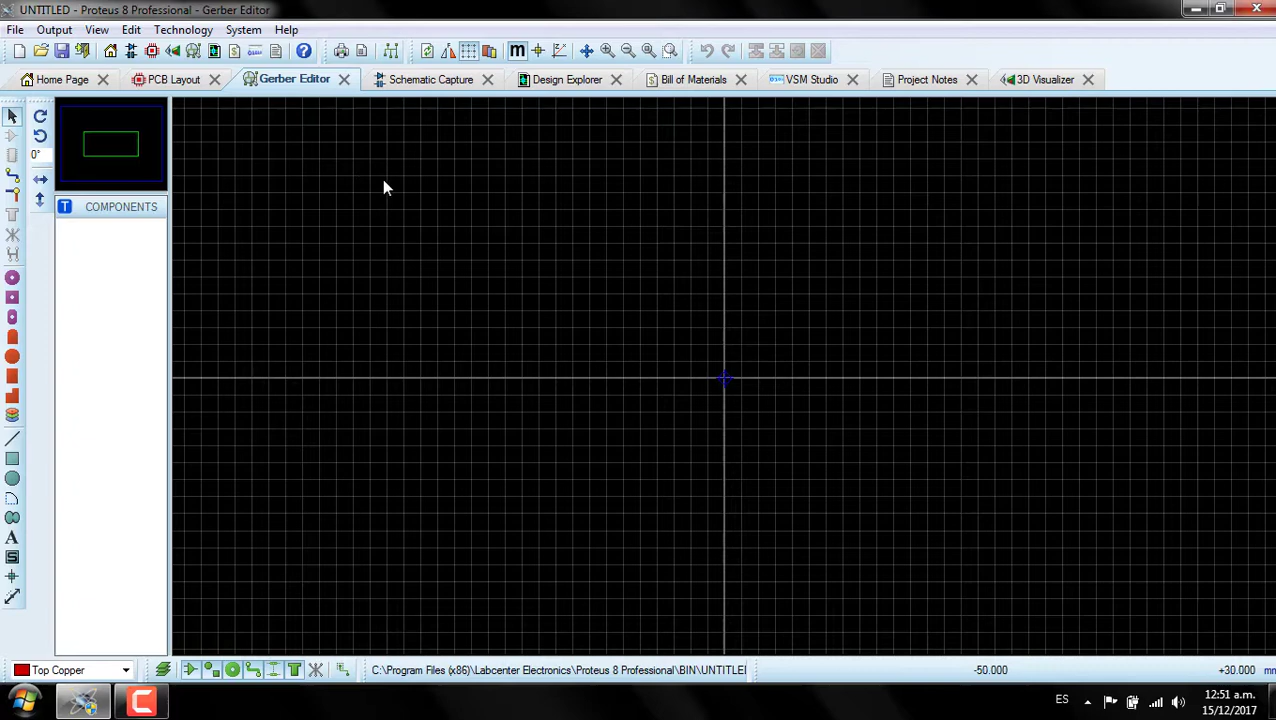 UNTITLED - Proteus 8 Professional - Gerber Editor
File Output View Edit Technology System Help
Home Page PCB Layout Gerber Editor Schematic Capture Design Explorer Bill of Materials VSM Studio Project Notes 3D Visualizer
0°
COMPONENTS
Top Copper
C:\Program Files (x86)\Labcenter Electronics\Proteus 8 Professional\BIN\UNTITLE
-50.000 +30.000
ES
12:51 a.m.
15/12/2017